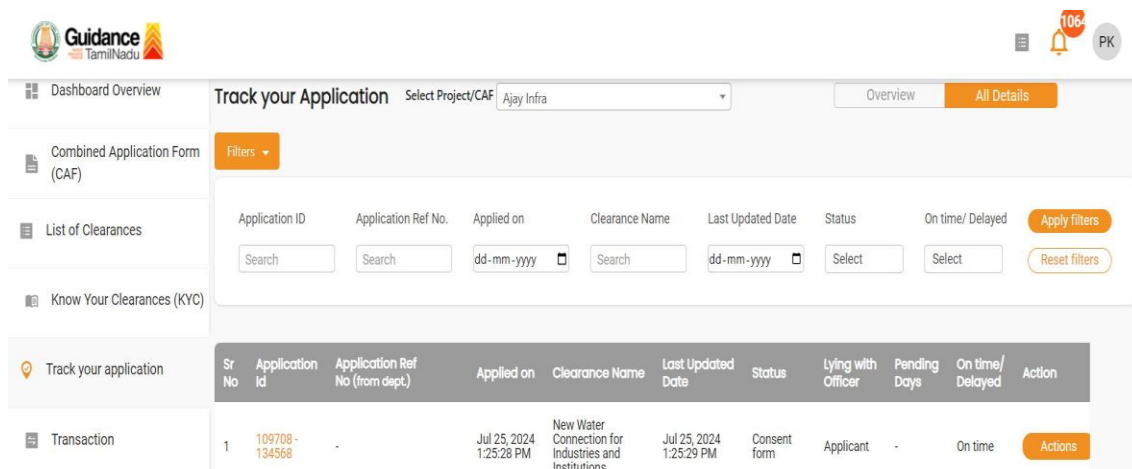 Guidance
TamilNadu
1064
PK
Dashboard Overview
Combined Application Form
(CAF)
List of Clearances
Know Your Clearances (KYC)
Track your application
Transaction
Track your Application Select Project/CAF Ajay Infra
Overview All Details
Filters
Application ID Application Ref No. Applied on Clearance Name Last Updated Date Status On time/ Delayed Apply filters
Search Search dd-mm-yyyy Search dd-mm-yyyy Select Select Reset filters
Sr No Application Id Application Ref No (from dept.) Applied on Clearance Name Last Updated Date Status Lying with Officer Pending Days On time/ Delayed Action
1 109708 - 134568 - Jul 25, 2024 1:25:28 PM New Water Connection for Industries and Institutions Jul 25, 2024 1:25:29 PM Consent form Applicant - On time Actions